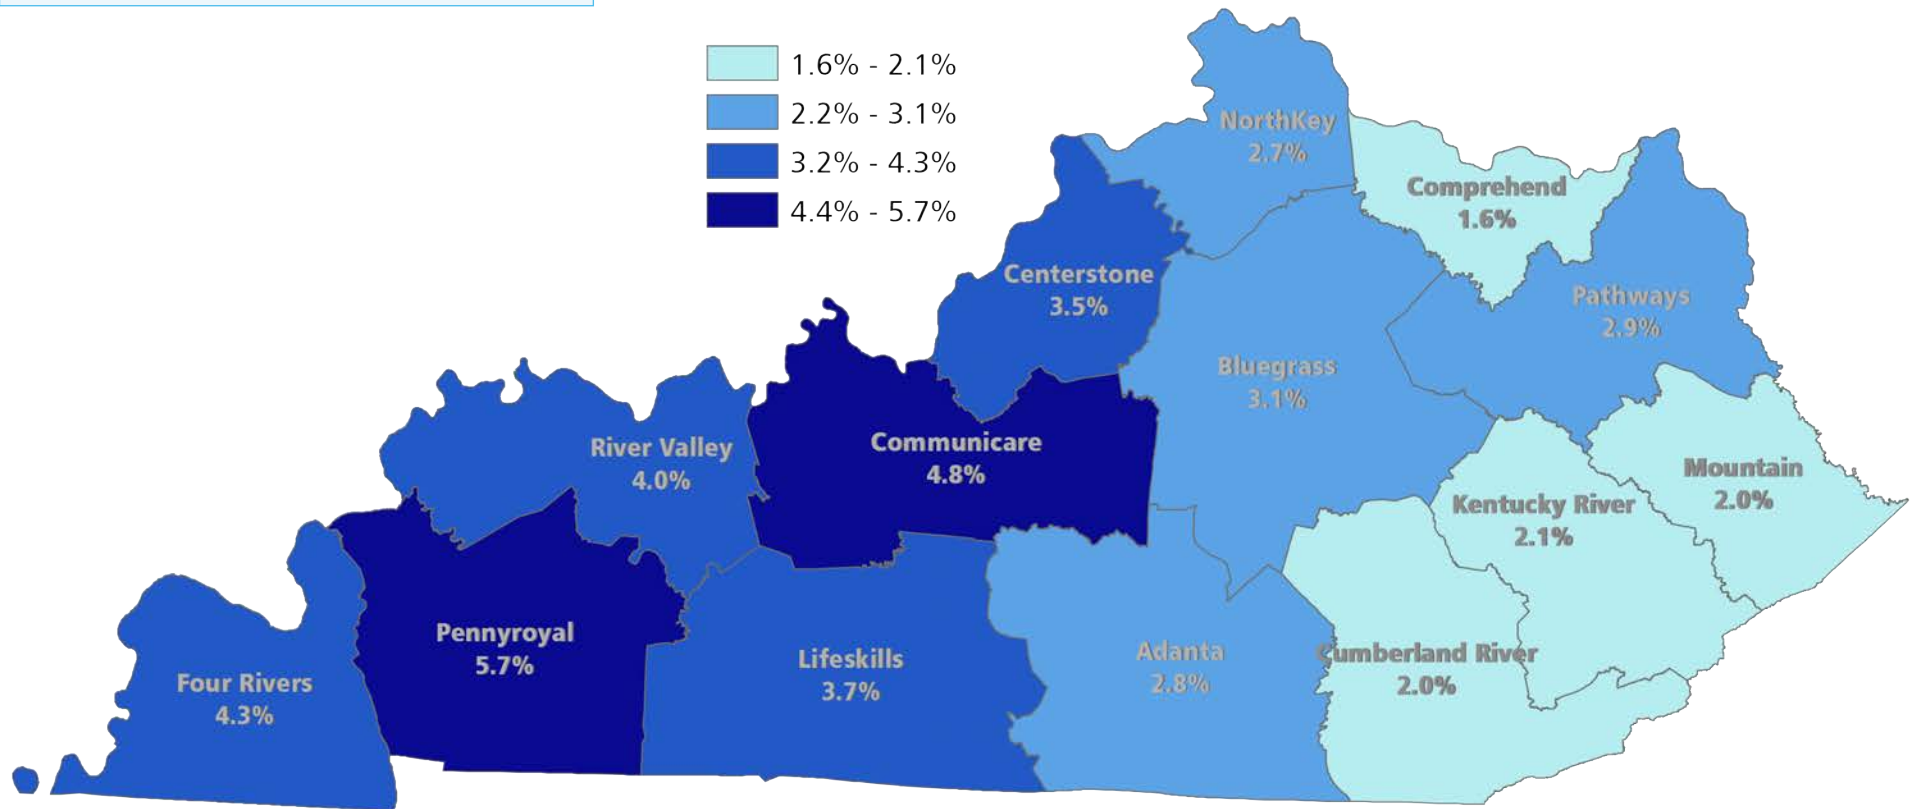 1.6% - 2.1%
2.2% - 3.1%
3.2% - 4.3%
4.4% - 5.7%
NorthKey
2.7%
Comprehend
1.6%
Centerstone
3.5%
Pathways
2.9%
Bluegrass
3.1%
River Valley
4.0%
Communicare
4.8%
Mountain
2.0%
Kentucky River
2.1%
Pennyroyal
5.7%
Lifeskills
3.7%
Adanta
2.8%
Cumberland River
2.0%
Four Rivers
4.3%